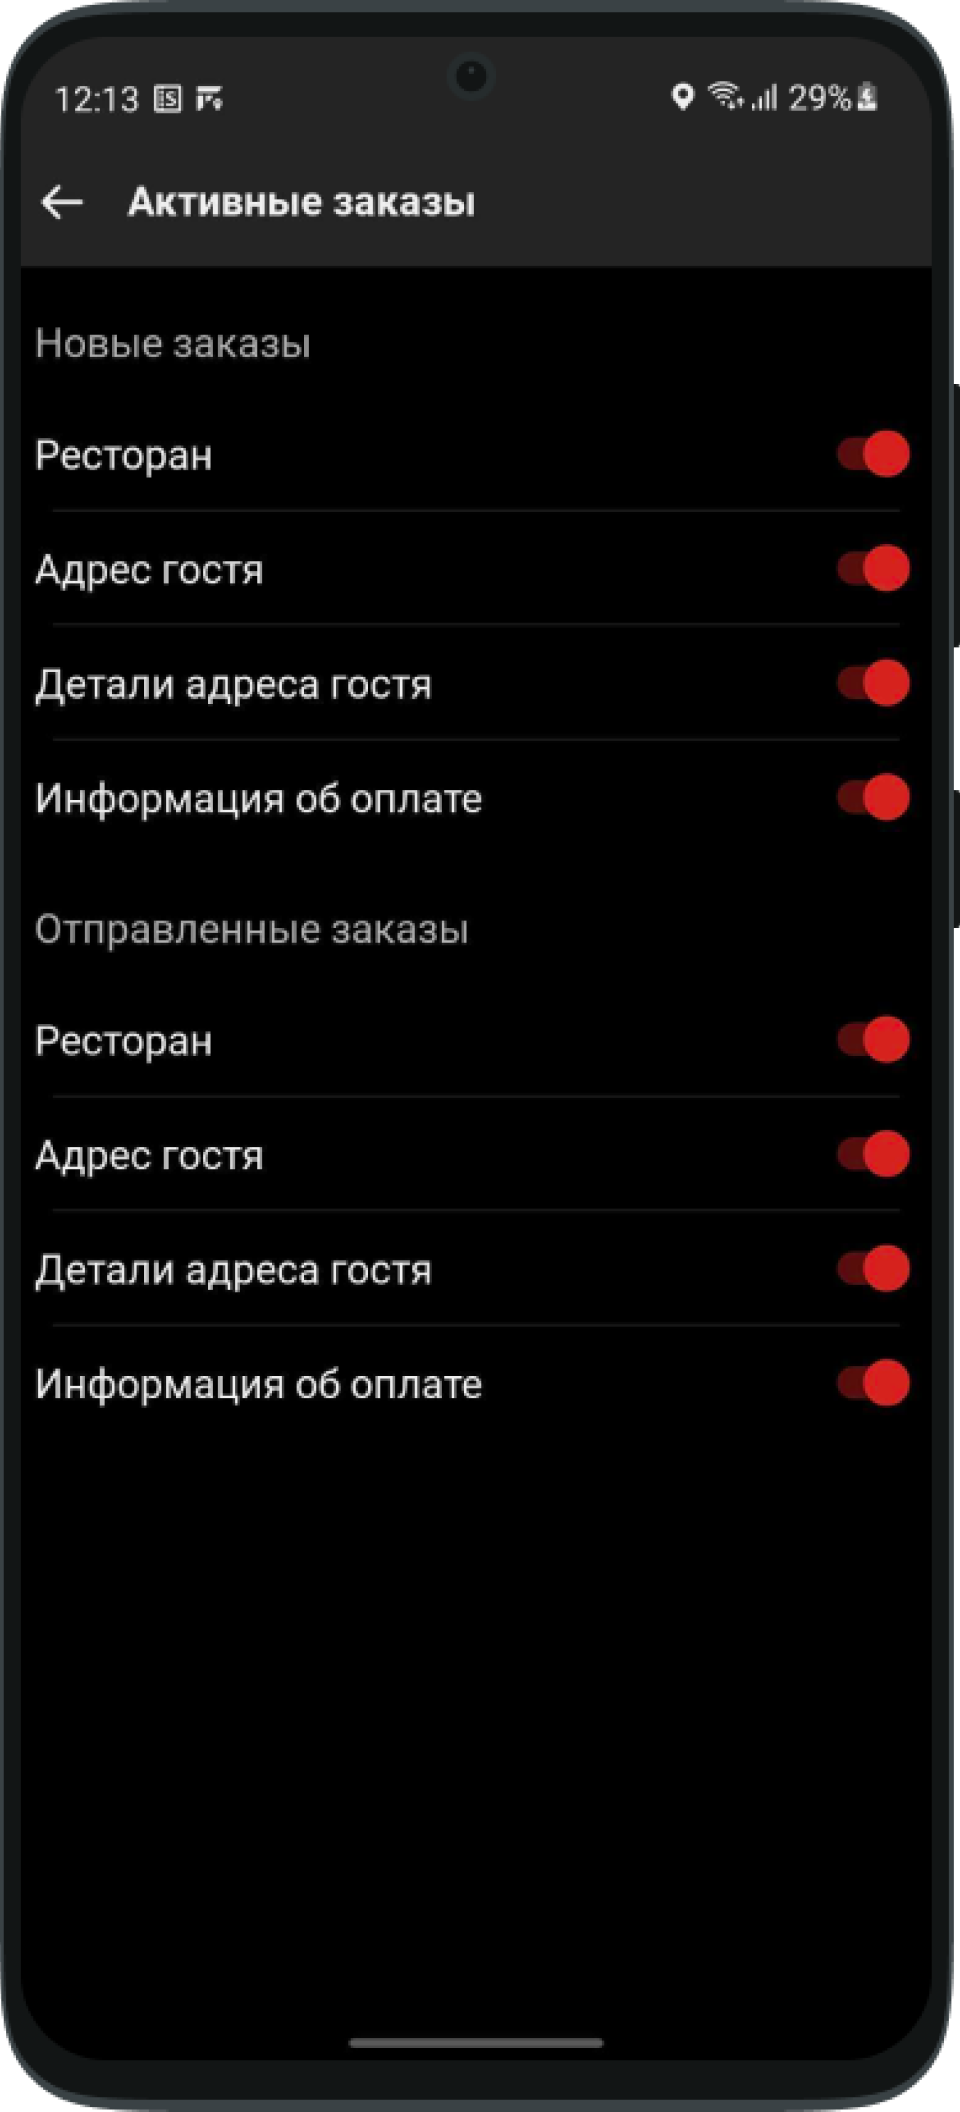 12:13 29%
Активные заказы
Новые заказы
Ресторан
Адрес гостя
Детали адреса гостя
Информация об оплате
Отправленные заказы
Ресторан
Адрес гостя
Детали адреса гостя
Информация об оплате